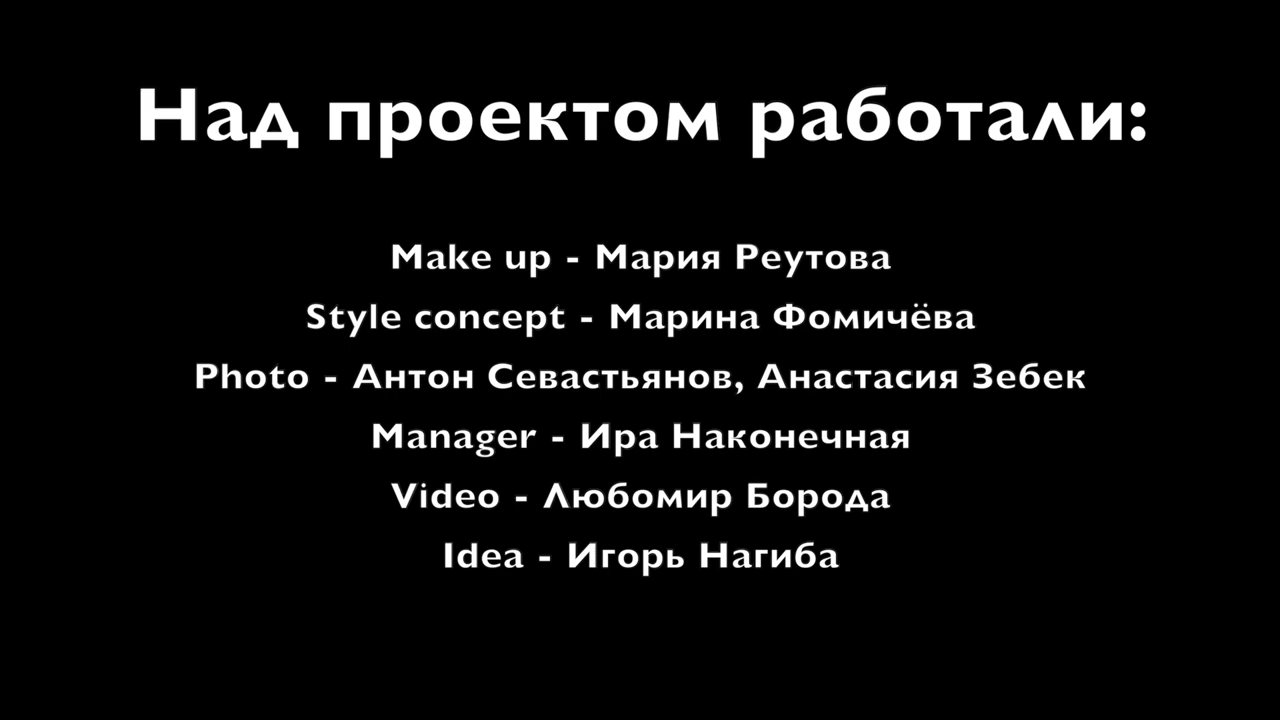 Над проектом работали:
Make up - Мария Реутова
Style concept - Марина Фомичёва
Photo - Антон Севастьянов, Анастасия Зебек
Manager - Ира Наконечная
Video - Любомир Борода
Idea - Игорь Нагиба